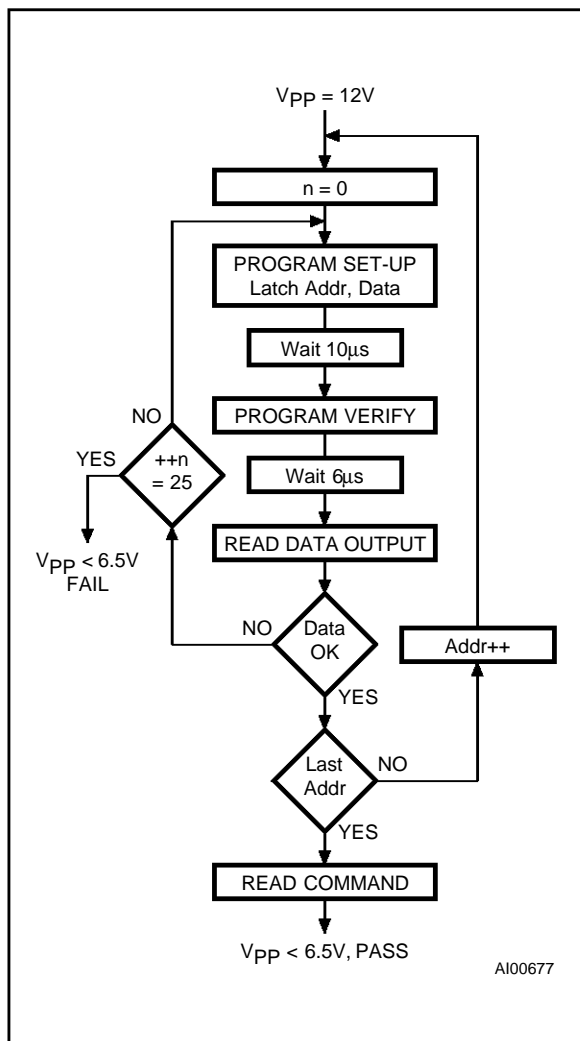 VPP = 12V
n = 0
PROGRAM SET-UP
Latch Addr, Data
Wait 10µs
NO
PROGRAM VERIFY
YES
++n
= 25
Wait 6µs
VPP < 6.5V
FAIL
READ DATA OUTPUT
NO
Data
OK
Addr++
YES
Last
Addr
NO
YES
READ COMMAND
VPP < 6.5V, PASS
AI00677